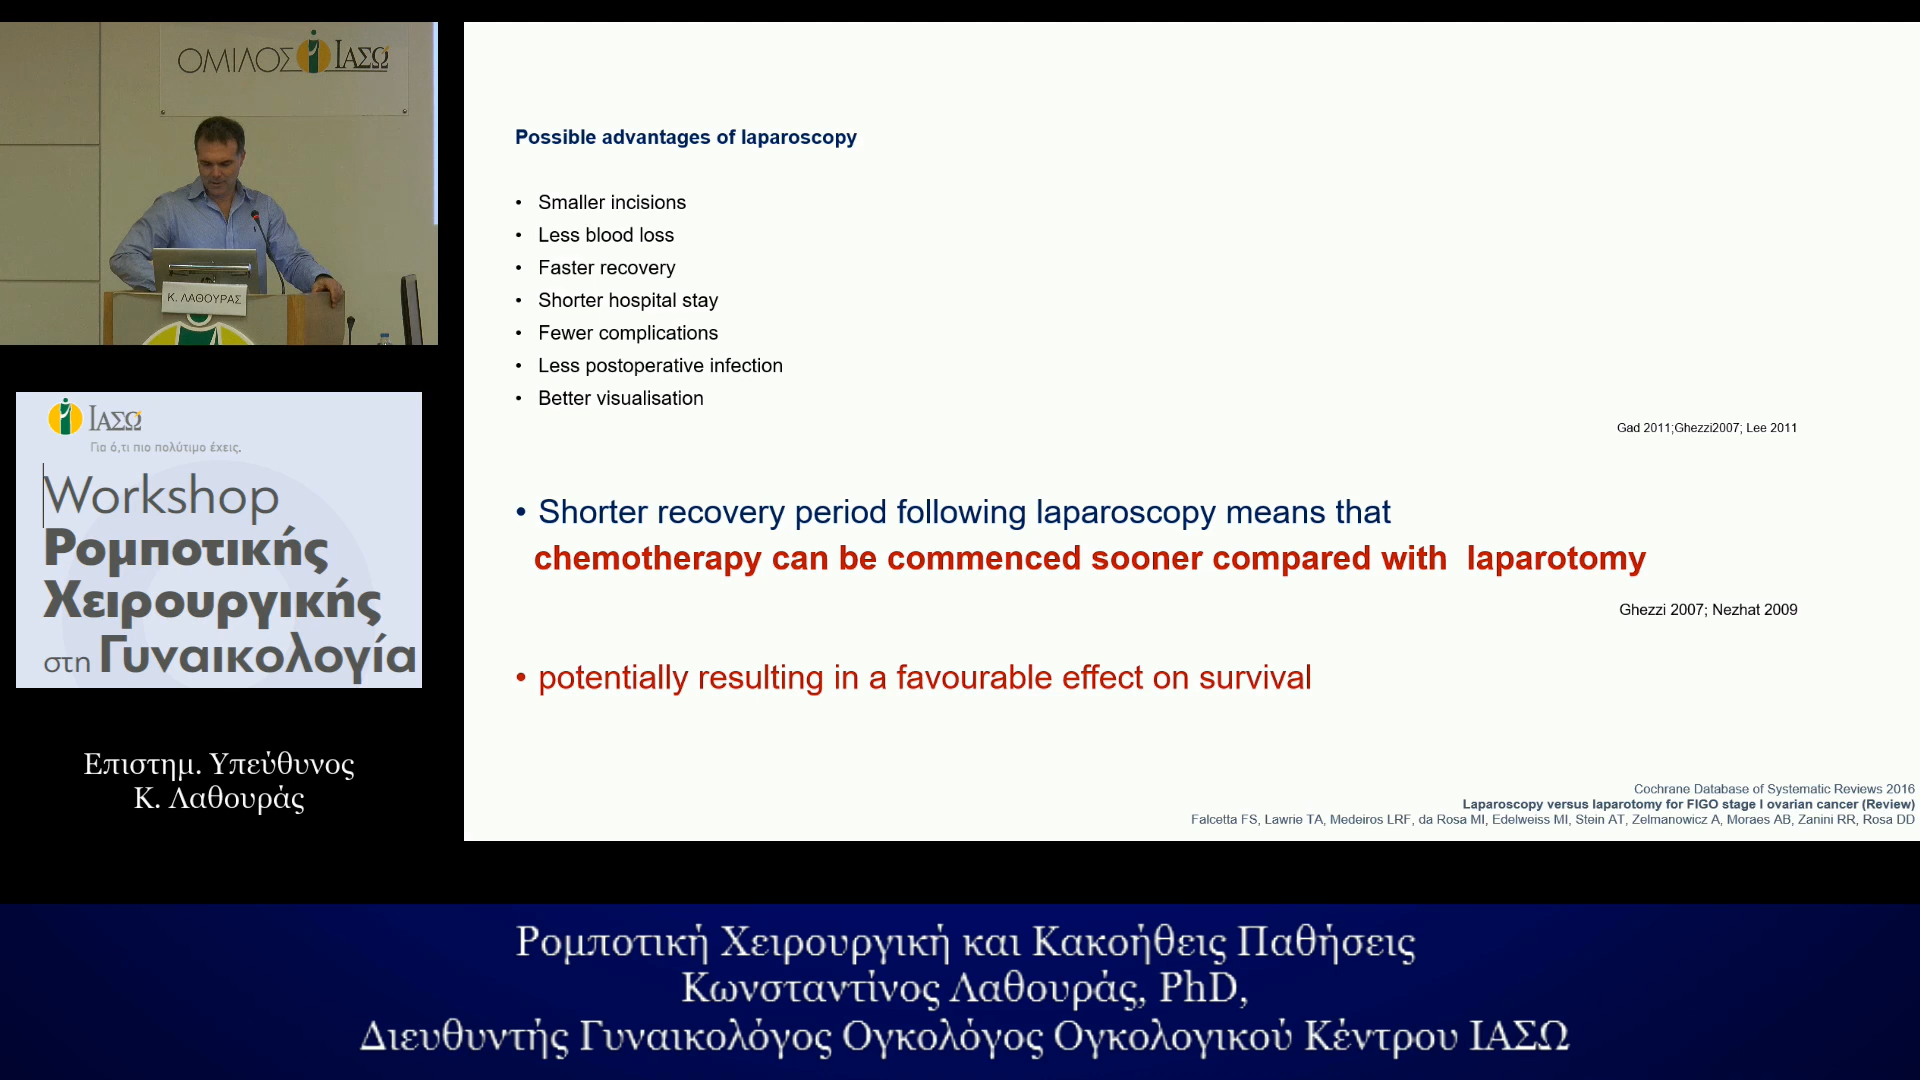 ΟΜΙΛΟΣ ΙΑΣΩ
Κ. ΛΑΘΟΥΡΑΣ
ΙΑΣΩ
Για ό,τι πιο πολύτιμο έχεις.
Workshop
Ρομποτικής
Χειρουργικής
στη Γυναικολογία
Επιστημ. Υπεύθυνος
Κ. Λαθουράς
Possible advantages of laparoscopy
• Smaller incisions
• Less blood loss
• Faster recovery
• Shorter hospital stay
• Fewer complications
• Less postoperative infection
• Better visualisation
Gad 2011;Ghezzi2007; Lee 2011
• Shorter recovery period following laparoscopy means that
chemotherapy can be commenced sooner compared with laparotomy
Ghezzi 2007; Nezhat 2009
• potentially resulting in a favourable effect on survival
Cochrane Database of Systematic Reviews 2016
Laparoscopy versus laparotomy for FIGO stage I ovarian cancer (Review)
Falcetta FS, Lawrie TA, Medeiros LRF, da Rosa MI, Edelweiss MI, Stein AT, Zelmanowicz A, Moraes AB, Zanini RR, Rosa DD
Ρομποτική Χειρουργική και Κακοήθεις Παθήσεις
Κωνσταντίνος Λαθουράς, PhD,
Διευθυντής Γυναικολόγος Ογκολόγος Ογκολογικού Κέντρου ΙΑΣΩ